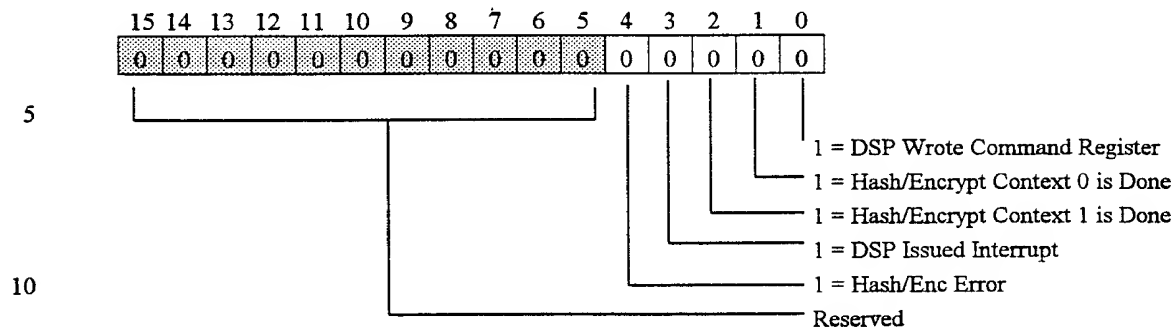 15 14 13 12 11 10 9 8 7 6 5 4 3 2 1 0
0 0 0 0 0 0 0 0 0 0 0 0 0 0 0 0
5
1 = DSP Wrote Command Register
1 = Hash/Encrypt Context 0 is Done
1 = Hash/Encrypt Context 1 is Done
1 = DSP Issued Interrupt
10
1 = Hash/Enc Error
Reserved